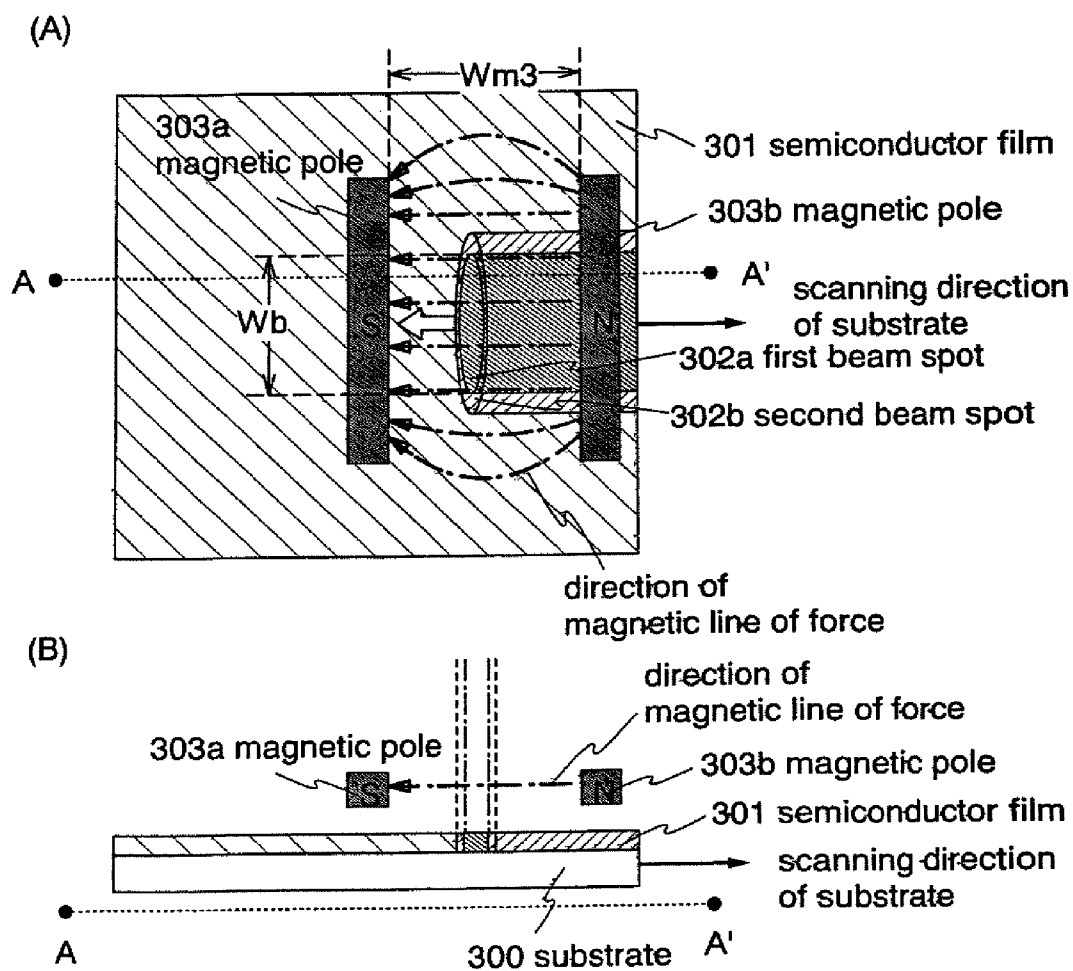 (A)
Wm3
303a
magnetic pole
301 semiconductor film
303b magnetic pole
A
A'
scanning direction
of substrate
Wb
S
N
302a first beam spot
302b second beam spot
direction of
magnetic line of force
(B)
direction of
magnetic line of force
303a magnetic pole
303b magnetic pole
S
N
301 semiconductor film
scanning direction
of substrate
A
300 substrate
A'